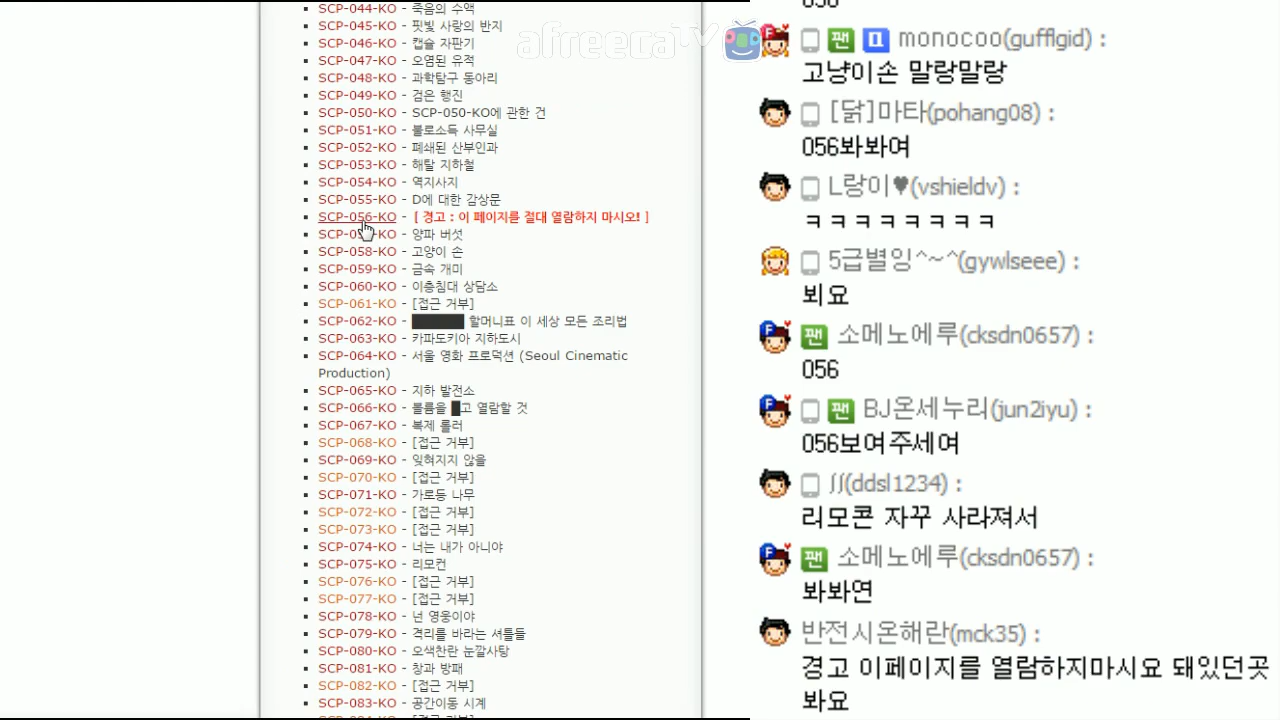 SCP-044-KO - 죽음의 수액
SCP-045-KO - 핏빛 사랑의 반지
SCP-046-KO - 캡슐 자판기
SCP-047-KO - 오염된 유적
SCP-048-KO - 과학탐구 동아리
SCP-049-KO - 검은 행진
SCP-050-KO - SCP-050-KO에 관한 건
SCP-051-KO - 불로소득 사무실
SCP-052-KO - 폐쇄된 산부인과
SCP-053-KO - 해탈 지하철
SCP-054-KO - 역지사지
SCP-055-KO - D에 대한 감상문
SCP-056-KO - [ 경고 : 이 페이지를 절대 열람하지 마시오! ]
SCP-05 -KO - 양파 버섯
SCP-058-KO - 고양이 손
SCP-059-KO - 금속 개미
SCP-060-KO - 이층침대 상담소
SCP-061-KO - [접근 거부]
SCP-062-KO - ██████ 할머니표 이 세상 모든 조리법
SCP-063-KO - 카파도키아 지하도시
SCP-064-KO - 서울 영화 프로덕션 (Seoul Cinematic
Production)
SCP-065-KO - 지하 발전소
SCP-066-KO - 볼륨을 █고 열람할 것
SCP-067-KO - 복제 롤러
SCP-068-KO - [접근 거부]
SCP-069-KO - 잊혀지지 않을
SCP-070-KO - [접근 거부]
SCP-071-KO - 가로등 나무
SCP-072-KO - [접근 거부]
SCP-073-KO - [접근 거부]
SCP-074-KO - 너는 내가 아니야
SCP-075-KO - 리모컨
SCP-076-KO - [접근 거부]
SCP-077-KO - [접근 거부]
SCP-078-KO - 넌 영웅이야
SCP-079-KO - 격리를 바라는 셔틀들
SCP-080-KO - 오색찬란 눈깔사탕
SCP-081-KO - 창과 방패
SCP-082-KO - [접근 거부]
SCP-083-KO - 공간이동 시계
afreecaTV
056
팬 monocoo(gufflgid) :
고냥이손 말랑말랑
[닭]마타(pohang08) :
056봐봐여
L랑이♥(vshieldv) :
ㅋㅋㅋㅋㅋㅋㅋㅋ
5급별잉^~^(gywlseee) :
뵈요
팬 소메노에루(cksdn0657) :
056
팬 BJ온세누리(jun2iyu) :
056보여주세여
∫∫(ddsl1234) :
리모콘 자꾸 사라져서
팬 소메노에루(cksdn0657) :
봐봐연
반전시온해란(mck35) :
경고 이페이지를 열람하지마시요 돼있던곳
봐요